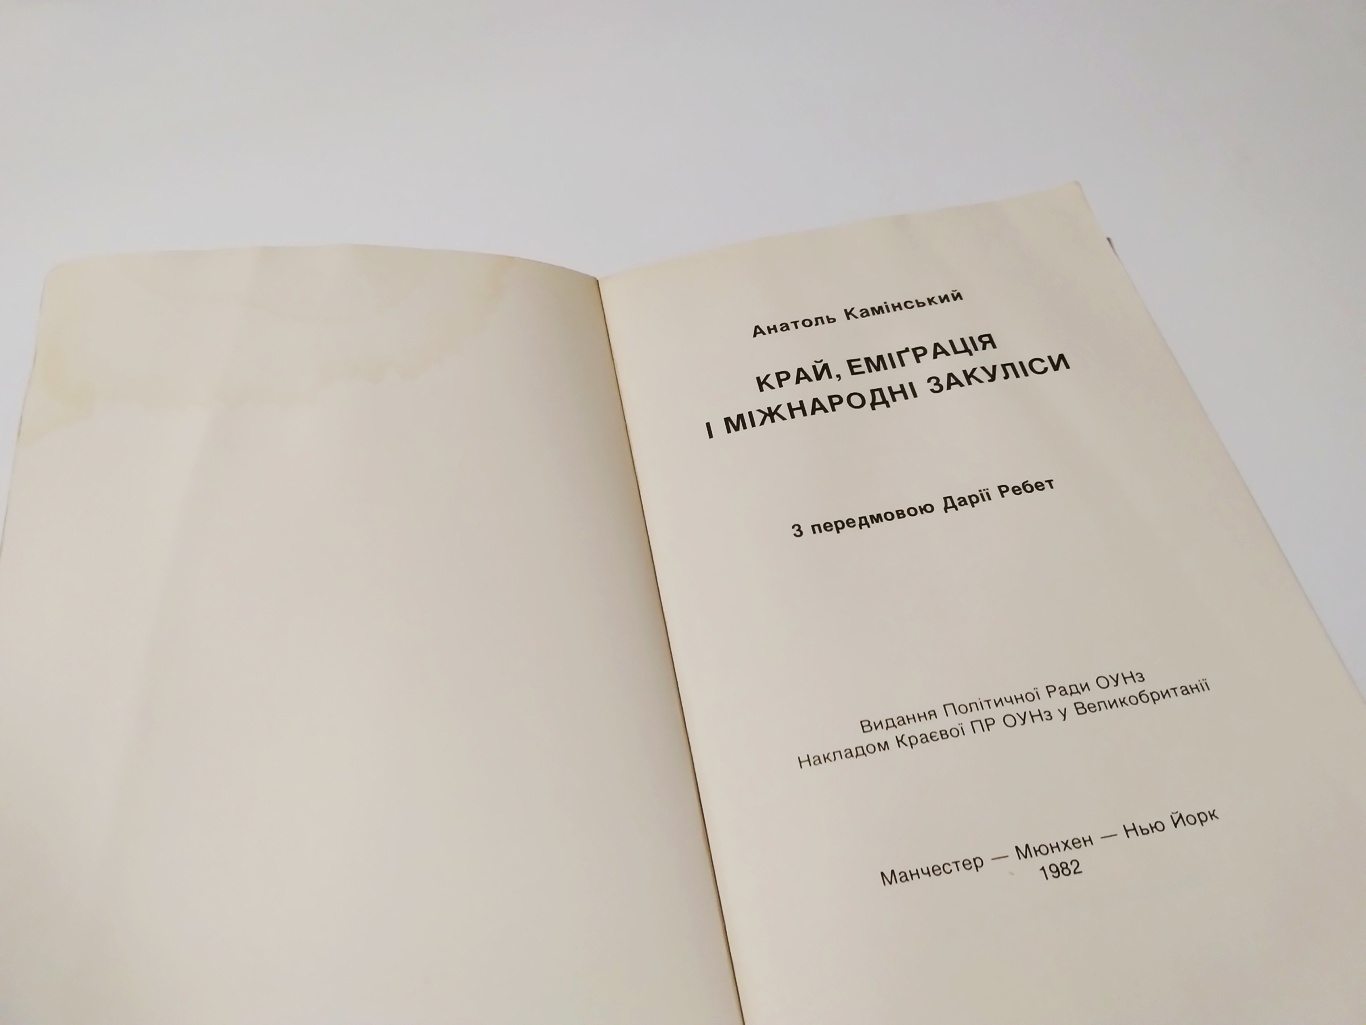 Анатоль Камінський
КРАЙ, ЕМІҐРАЦІЯ
І МІЖНАРОДНІ ЗАКУЛІСИ
З передмовою Дарії Ребет
Видання Політичної Ради ОУНз
Накладом Краєвої ПР ОУНз у Великобританії
Манчестер — Мюнхен — Нью Йорк
1982